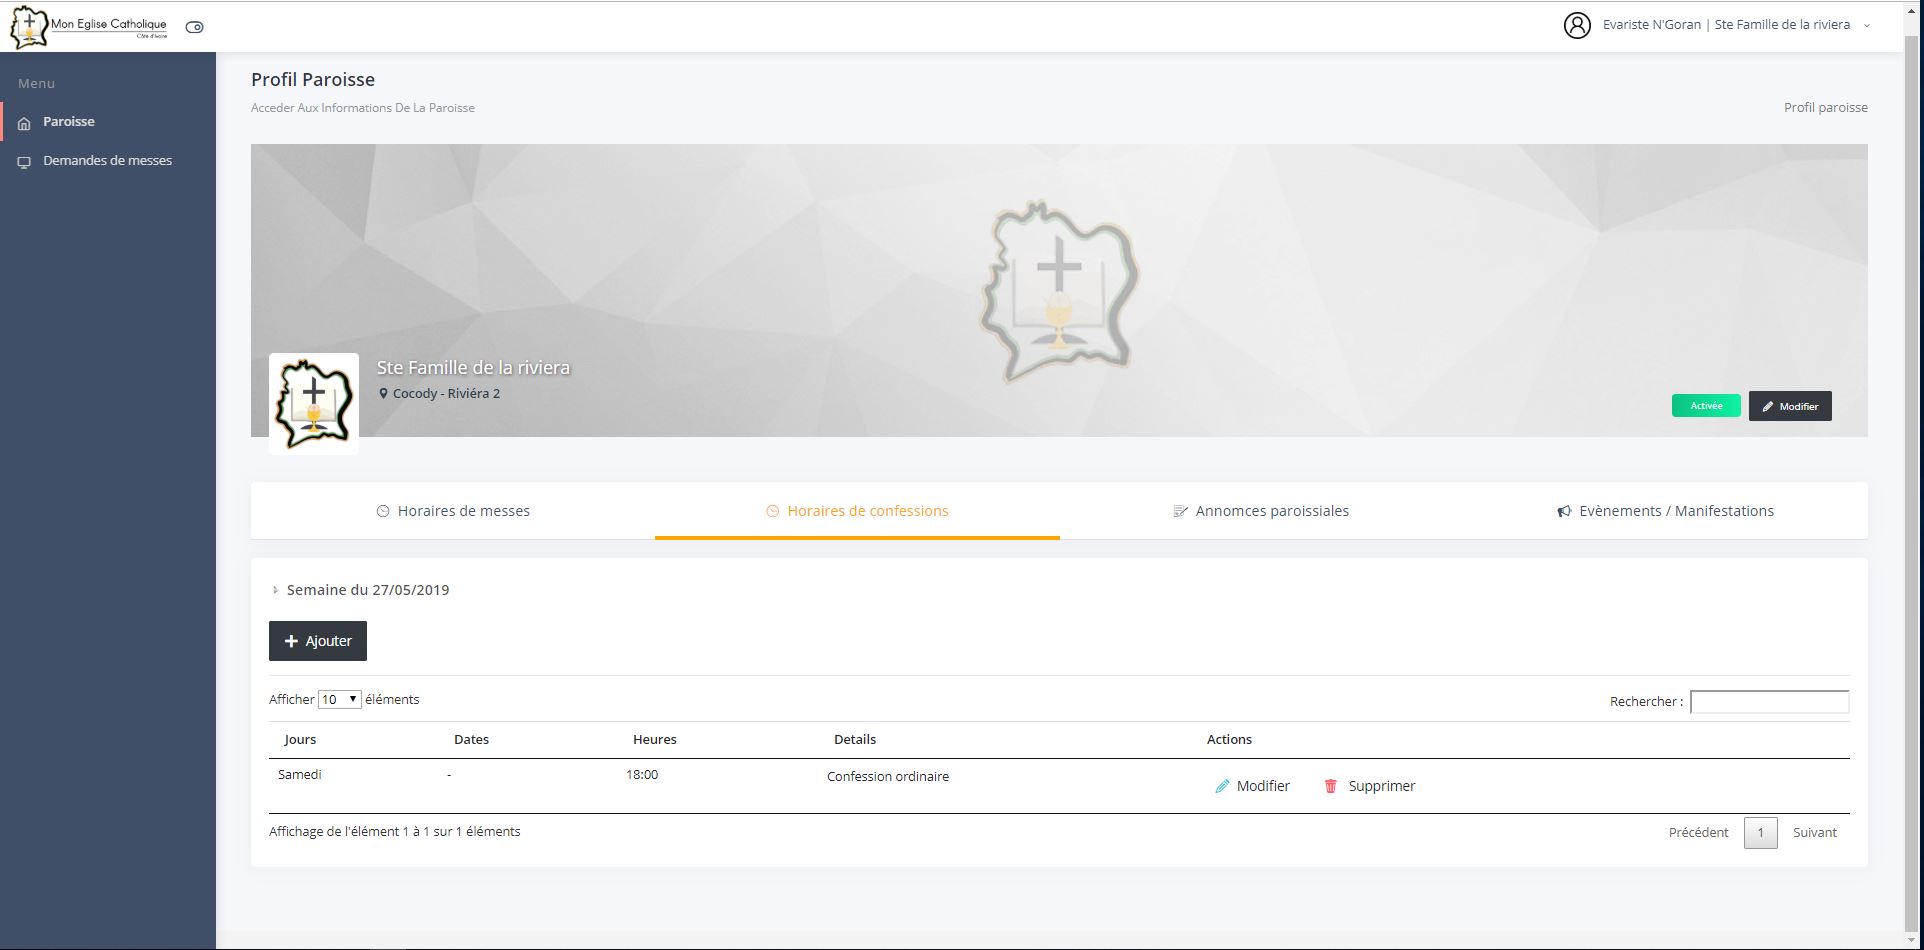 Mon Eglise Catholique
Côte d'Ivoire
Evariste N'Goran | Ste Famille de la riviera
Menu
Paroisse
Demandes de messes
Profil Paroisse
Acceder Aux Informations De La Paroisse
Profil paroisse
Ste Famille de la riviera
Cocody - Riviéra 2
Activée
Modifier
Horaires de messes
Horaires de confessions
Annomces paroissiales
Evènements / Manifestations
Semaine du 27/05/2019
Ajouter
Afficher 10 éléments
Rechercher :
Jours Dates Heures Details Actions
Samedi - 18:00 Confession ordinaire Modifier Supprimer
Affichage de l'élément 1 à 1 sur 1 éléments
Précédent 1 Suivant